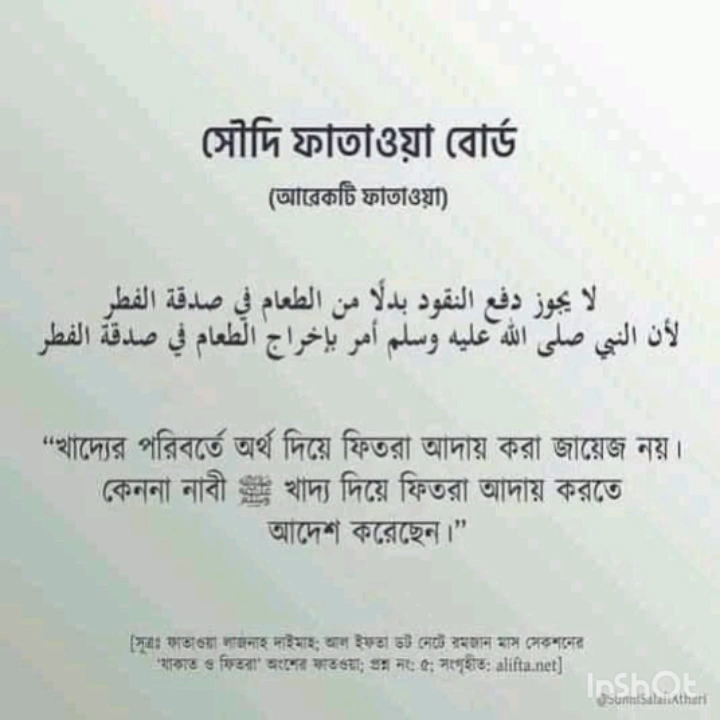 সৌদি ফাতাওয়া বোর্ড
(আরেকটি ফাতাওয়া)
لا يجوز دفع النقود بدلًا من الطعام في صدقة الفطر
لأن النبي صلى الله عليه وسلم أمر بإخراج الطعام في صدقة الفطر
“খাদ্যের পরিবর্তে অর্থ দিয়ে ফিতরা আদায় করা জায়েজ নয়।
কেননা নাবী ﷺ খাদ্য দিয়ে ফিতরা আদায় করতে
আদেশ করেছেন।”
[সূত্রঃ ফাতাওয়া লাজনাহ দাইমাহ; আল ইফতা ডট নেটে রমজান মাস সেকশনের
‘যাকাত ও ফিতরা’ অংশের ফাতওয়া; প্রশ্ন নং: ৫; সংগৃহীত: alifta.net]
InShOt
@SunniSalafiAthari